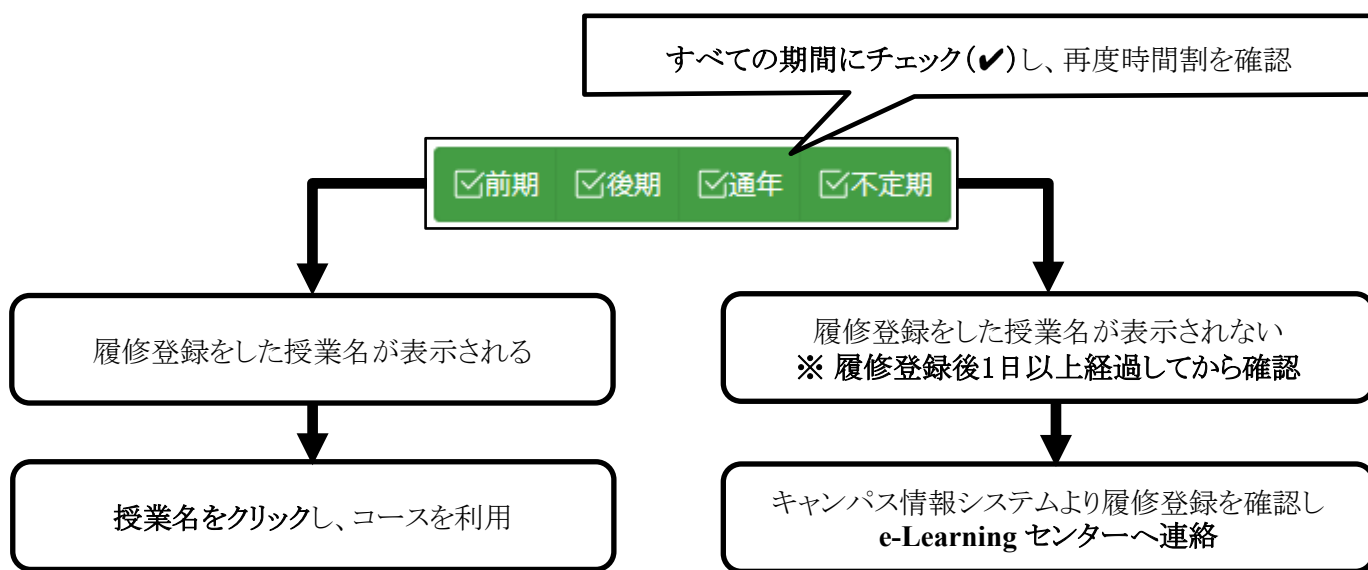 すべての期間にチェック(✔)し、再度時間割を確認
前期 後期 通年 不定期
履修登録をした授業名が表示される
履修登録をした授業名が表示されない
※ 履修登録後1日以上経過してから確認
授業名をクリックし、コースを利用
キャンパス情報システムより履修登録を確認し
e-Learning センターへ連絡